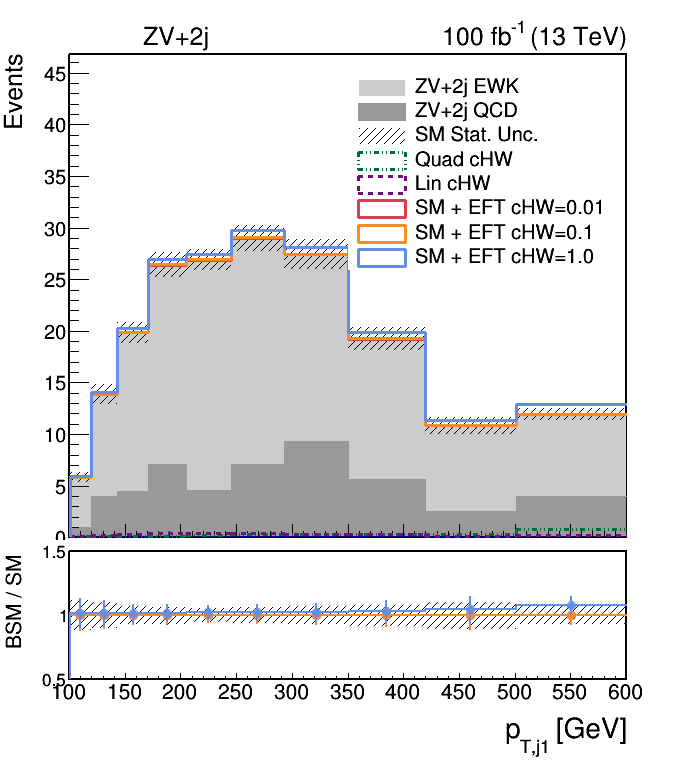 ZV+2j 100 fb-1 (13 TeV)
Events
45
40
35
30
25
20
15
10
5
0
ZV+2j EWK
ZV+2j QCD
SM Stat. Unc.
Quad cHW
Lin cHW
SM + EFT cHW=0.01
SM + EFT cHW=0.1
SM + EFT cHW=1.0
BSM / SM
1.5
1
0.5
100 150 200 250 300 350 400 450 500 550 600
pT,j1 [GeV]